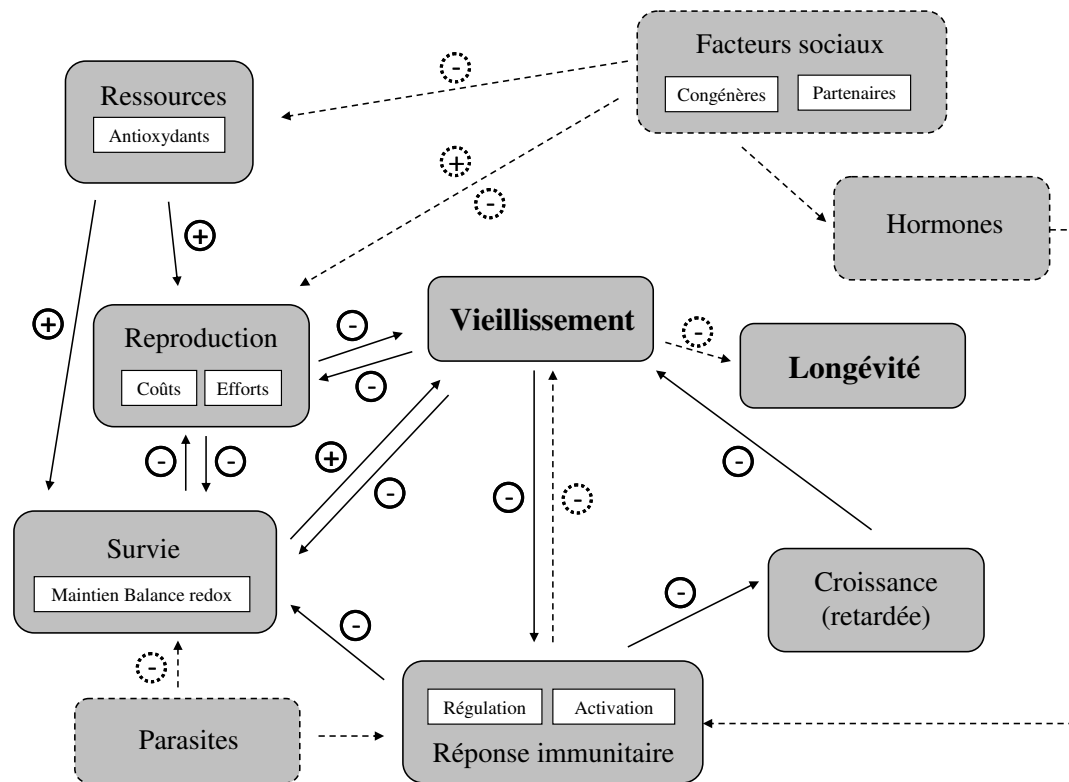 Facteurs sociaux
Congénères
Partenaires
-
Ressources
Antioxydants
+
-
+
Hormones
+
Vieillissement
-
-
Longévité
Reproduction
Coûts
Efforts
-
-
-
+
-
-
-
-
Survie
Maintien Balance redox
-
Croissance
(retardée)
-
-
Parasites
Régulation
Activation
Réponse immunitaire